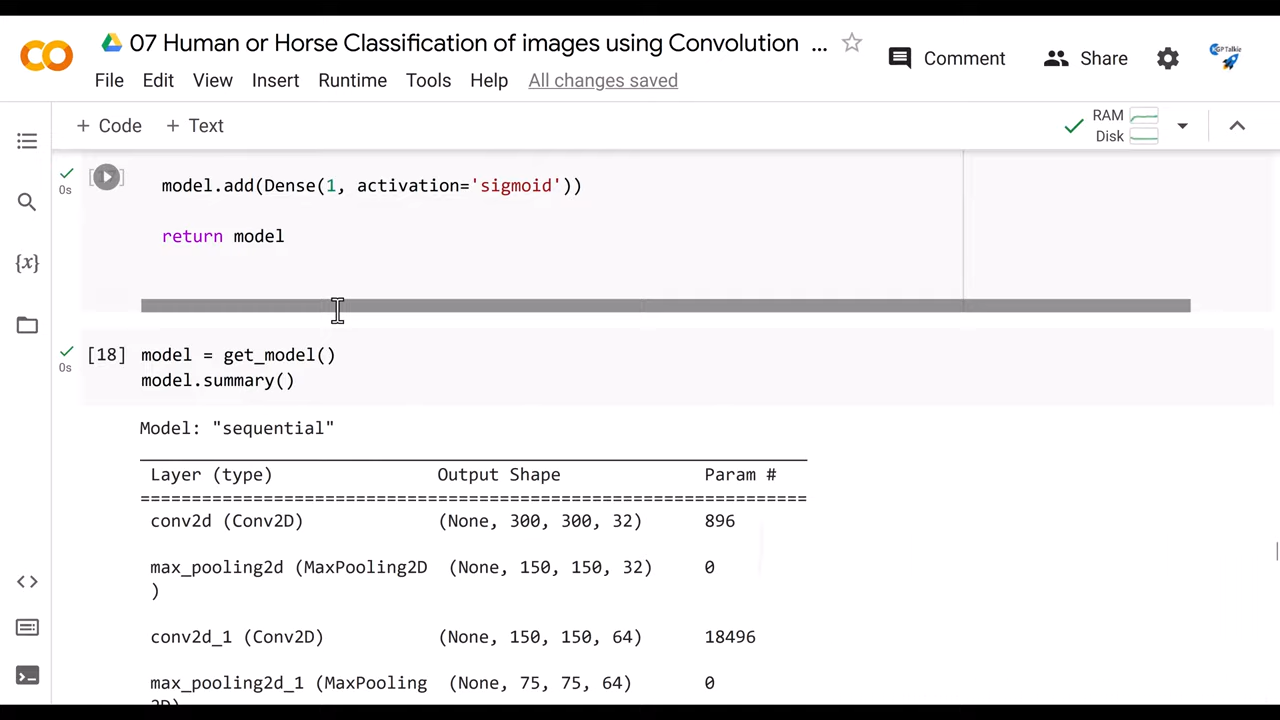 07 Human or Horse Classification of images using Convolution ...
Comment
Share
KGP Talkie
File Edit View Insert Runtime Tools Help All changes saved
+ Code + Text
RAM
Disk
0s
model.add(Dense(1, activation='sigmoid'))
return model
{x}
[18] model = get_model()
0s
model.summary()
Model: "sequential"
Layer (type) Output Shape Param #
=================================================================
conv2d (Conv2D) (None, 300, 300, 32) 896
max_pooling2d (MaxPooling2D (None, 150, 150, 32) 0
)
conv2d_1 (Conv2D) (None, 150, 150, 64) 18496
max_pooling2d_1 (MaxPooling (None, 75, 75, 64) 0
2D)